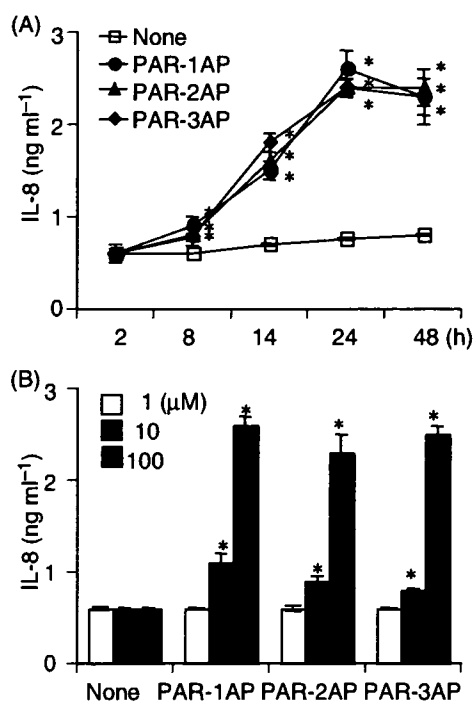 (A)
3
2
1
0
IL-8 (ng ml⁻¹)
None
PAR-1AP
PAR-2AP
PAR-3AP
* * *
* * *
* * *
* * *
2 8 14 24 48 (h)
(B)
3
2
1
0
IL-8 (ng ml⁻¹)
1 (µM)
10
100
* * * * * *
None PAR-1AP PAR-2AP PAR-3AP